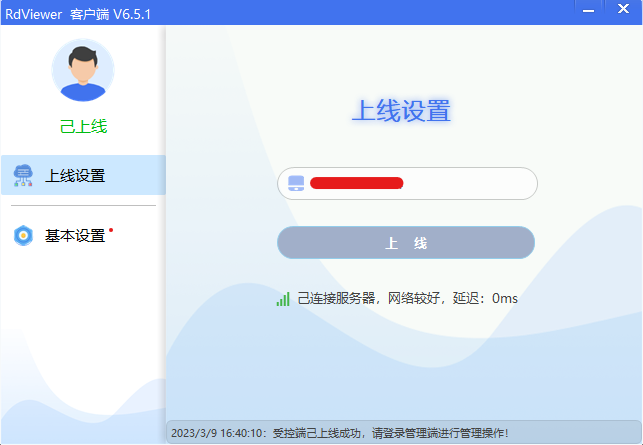 RdViewer 客户端 V6.5.1
已上线
上线设置
基本设置
上线设置
上 线
已连接服务器，网络较好，延迟：0ms
2023/3/9 16:40:10：受控端已上线成功，请登录管理端进行管理操作！